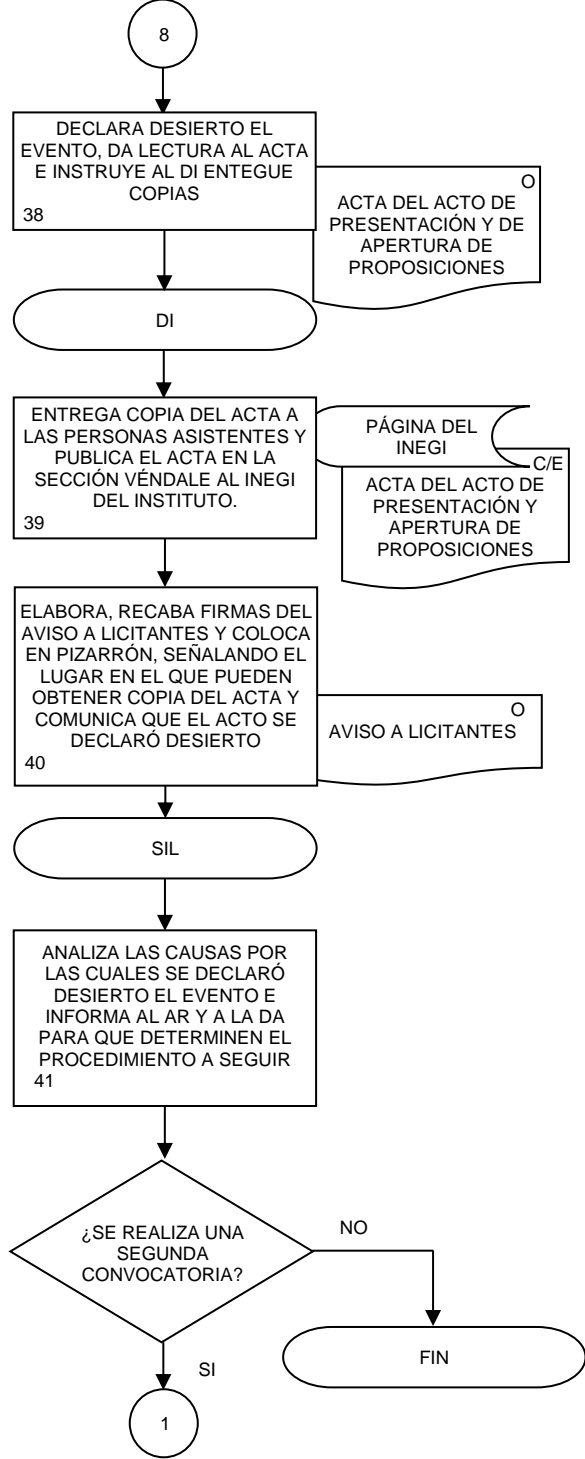 8
DECLARA DESIERTO EL
EVENTO, DA LECTURA AL ACTA
E INSTRUYE AL DI ENTEGUE
COPIAS
38
O
ACTA DEL ACTO DE
PRESENTACIÓN Y DE
APERTURA DE
PROPOSICIONES
DI
ENTREGA COPIA DEL ACTA A
LAS PERSONAS ASISTENTES Y
PUBLICA EL ACTA EN LA
SECCIÓN VÉNDALE AL INEGI
DEL INSTITUTO.
39
PÁGINA DEL
INEGI
C/E
ACTA DEL ACTO DE
PRESENTACIÓN Y
APERTURA DE
PROPOSICIONES
ELABORA, RECABA FIRMAS DEL
AVISO A LICITANTES Y COLOCA
EN PIZARRÓN, SEÑALANDO EL
LUGAR EN EL QUE PUEDEN
OBTENER COPIA DEL ACTA Y
COMUNICA QUE EL ACTO SE
DECLARÓ DESIERTO
40
O
AVISO A LICITANTES
SIL
ANALIZA LAS CAUSAS POR
LAS CUALES SE DECLARÓ
DESIERTO EL EVENTO E
INFORMA AL AR Y A LA DA
PARA QUE DETERMINEN EL
PROCEDIMIENTO A SEGUIR
41
¿SE REALIZA UNA
SEGUNDA
CONVOCATORIA?
NO
FIN
SI
1